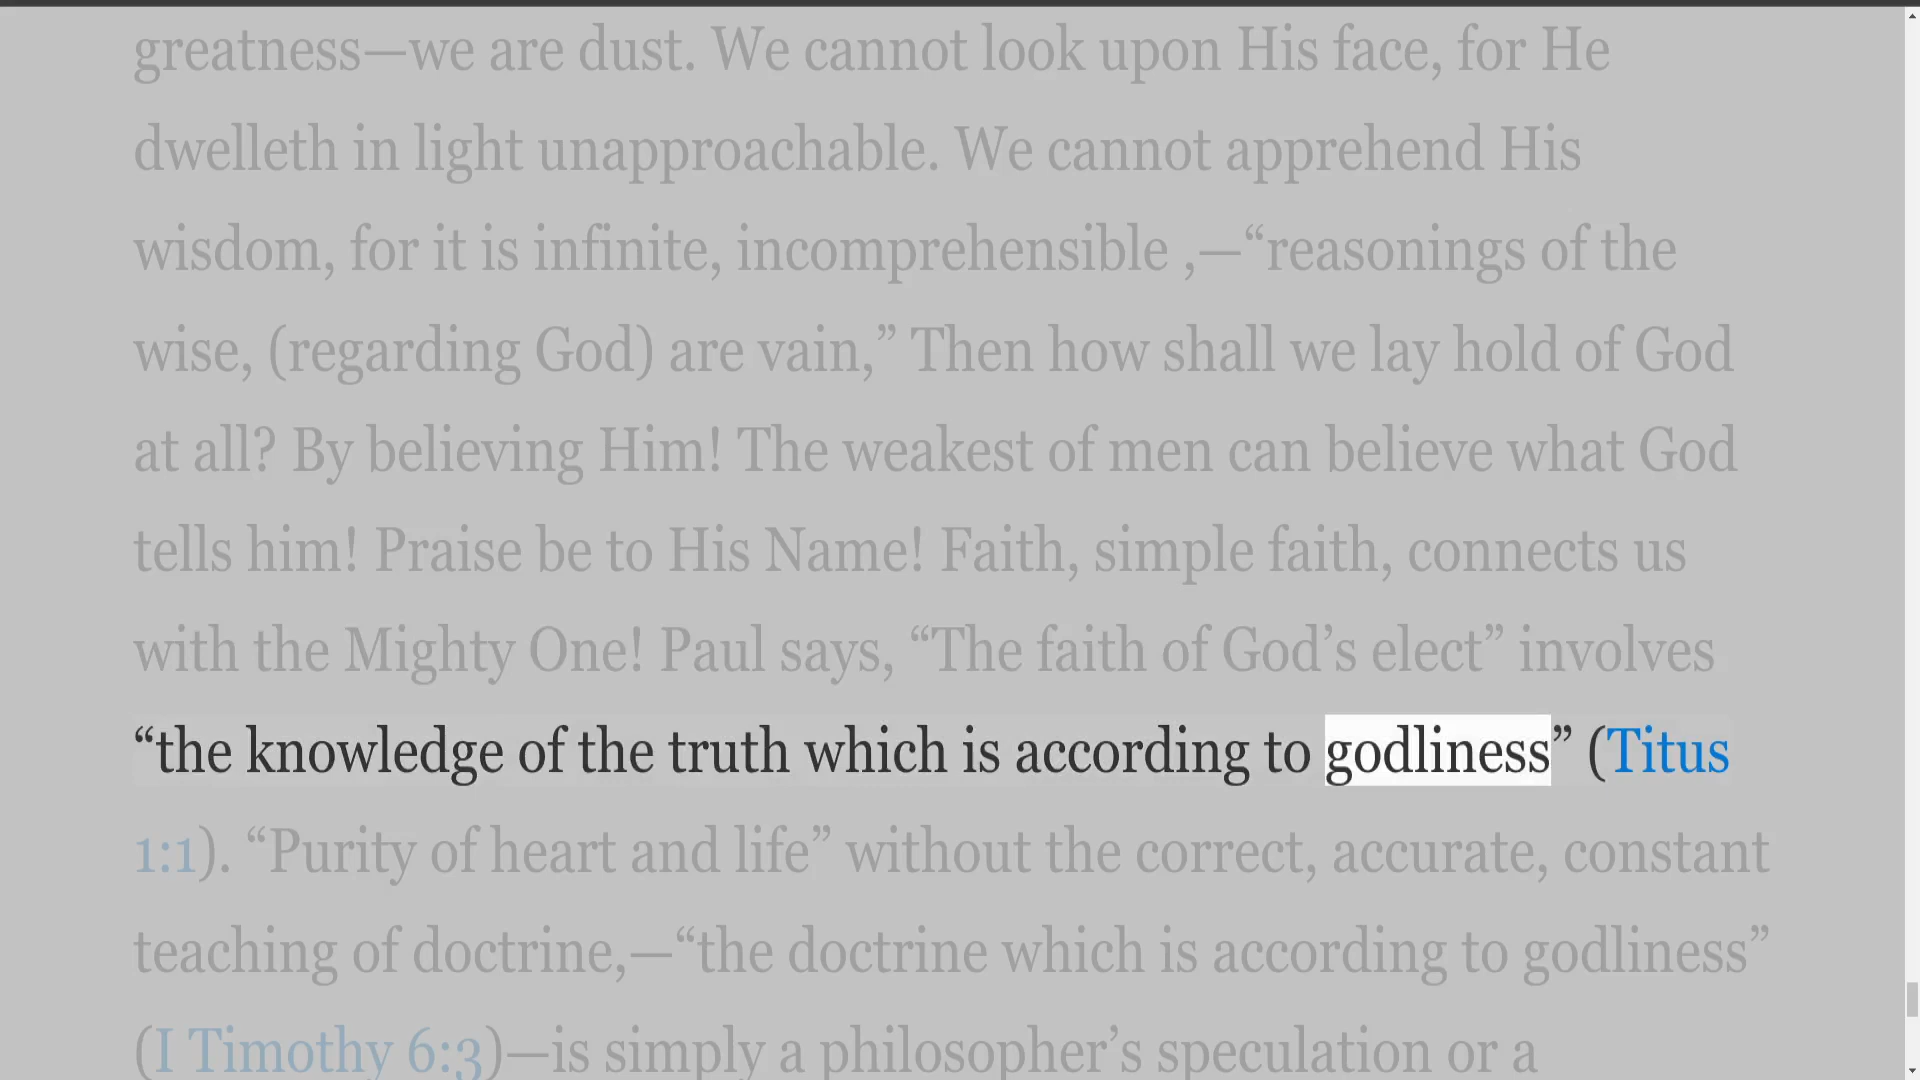 greatness—we are dust. We cannot look upon His face, for He
dwelleth in light unapproachable. We cannot apprehend His
wisdom, for it is infinite, incomprehensible ,—“reasonings of the
wise, (regarding God) are vain,” Then how shall we lay hold of God
at all? By believing Him! The weakest of men can believe what God
tells him! Praise be to His Name! Faith, simple faith, connects us
with the Mighty One! Paul says, “The faith of God’s elect” involves
“the knowledge of the truth which is according to godliness” (Titus
1:1). “Purity of heart and life” without the correct, accurate, constant
teaching of doctrine,—“the doctrine which is according to godliness”
(I Timothy 6:3)—is simply a philosopher’s speculation or a